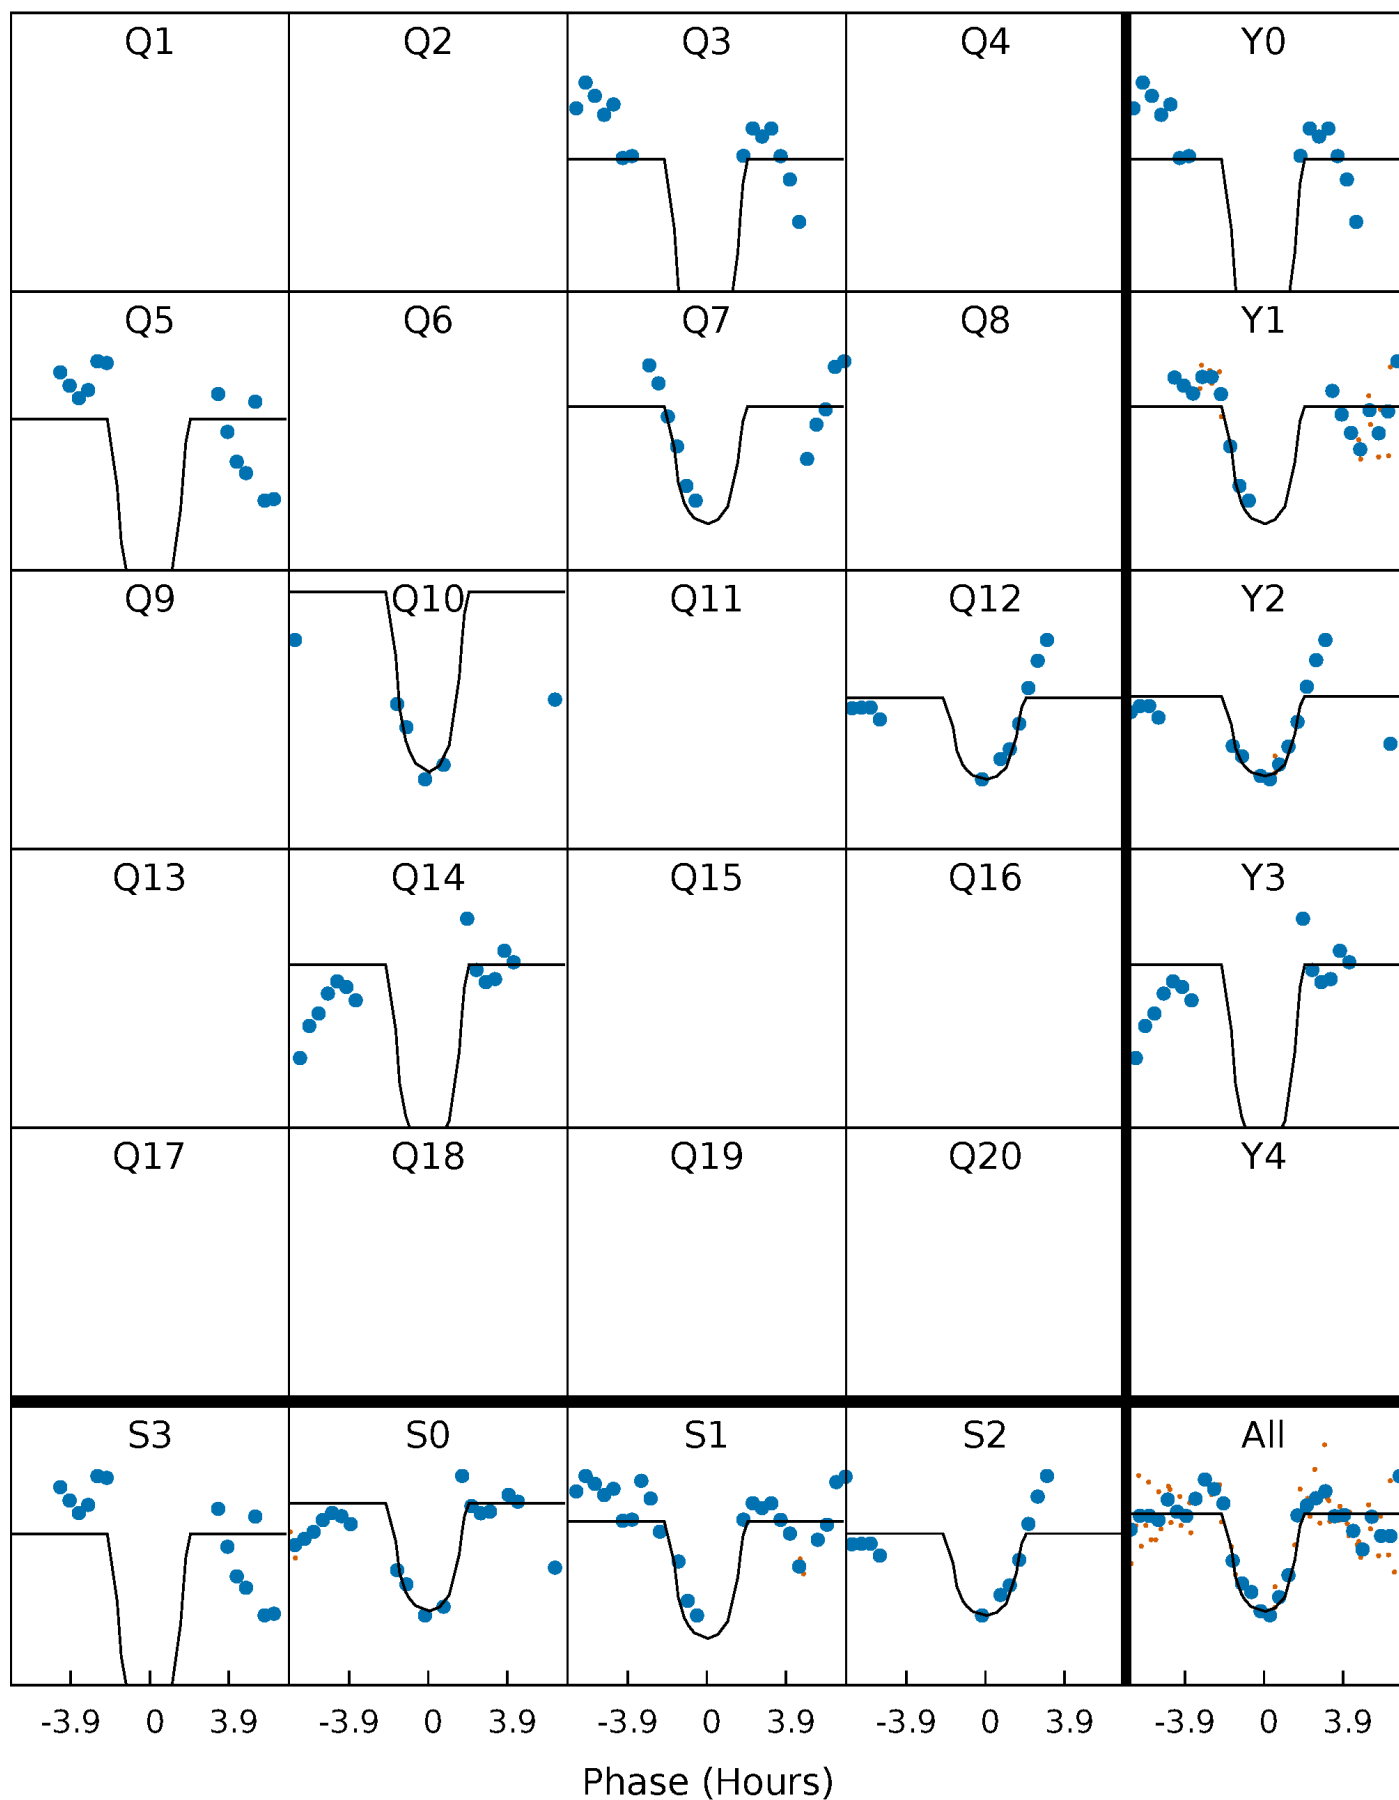 Q1 Q2 Q3 Q4 Y0
Q5 Q6 Q7 Q8 Y1
Q9 Q10 Q11 Q12 Y2
Q13 Q14 Q15 Q16 Y3
Q17 Q18 Q19 Q20 Y4
S3 S0 S1 S2 All
-3.9 0 3.9 -3.9 0 3.9 -3.9 0 3.9 -3.9 0 3.9 -3.9 0 3.9
Phase (Hours)